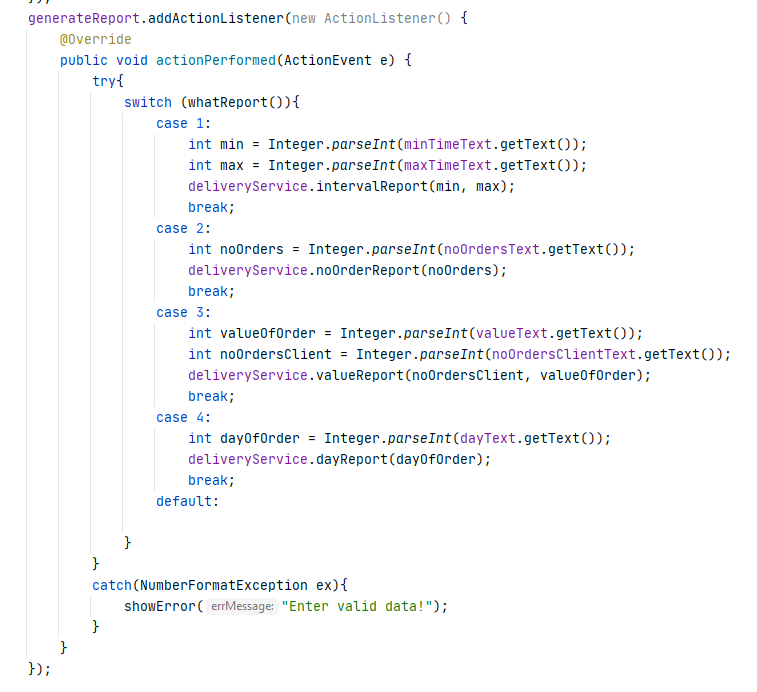 generateReport.addActionListener(new ActionListener() {
    @Override
    public void actionPerformed(ActionEvent e) {
        try{
            switch (whatReport()){
                case 1:
                    int min = Integer.parseInt(minTimeText.getText());
                    int max = Integer.parseInt(maxTimeText.getText());
                    deliveryService.intervalReport(min, max);
                    break;
                case 2:
                    int noOrders = Integer.parseInt(noOrdersText.getText());
                    deliveryService.noOrderReport(noOrders);
                    break;
                case 3:
                    int valueOfOrder = Integer.parseInt(valueText.getText());
                    int noOrdersClient = Integer.parseInt(noOrdersClientText.getText());
                    deliveryService.valueReport(noOrdersClient, valueOfOrder);
                    break;
                case 4:
                    int dayOfOrder = Integer.parseInt(dayText.getText());
                    deliveryService.dayReport(dayOfOrder);
                    break;
                default:

            }
        }
        catch(NumberFormatException ex){
            showError( errMessage: "Enter valid data!");
        }
    }
});